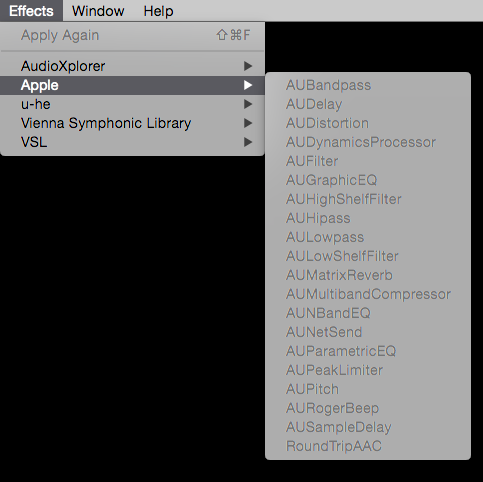 Effects Window Help
Apply Again ⇧⌘F
AudioXplorer
Apple
u-he
Vienna Symphonic Library
VSL
AUBandpass
AUDelay
AUDistortion
AUDynamicsProcessor
AUFilter
AUGraphicEQ
AUHighShelfFilter
AUHipass
AULowpass
AULowShelfFilter
AUMatrixReverb
AUMultibandCompressor
AUNBandEQ
AUNetSend
AUParametricEQ
AUPeakLimiter
AUPitch
AURogerBeep
AUSampleDelay
RoundTripAAC